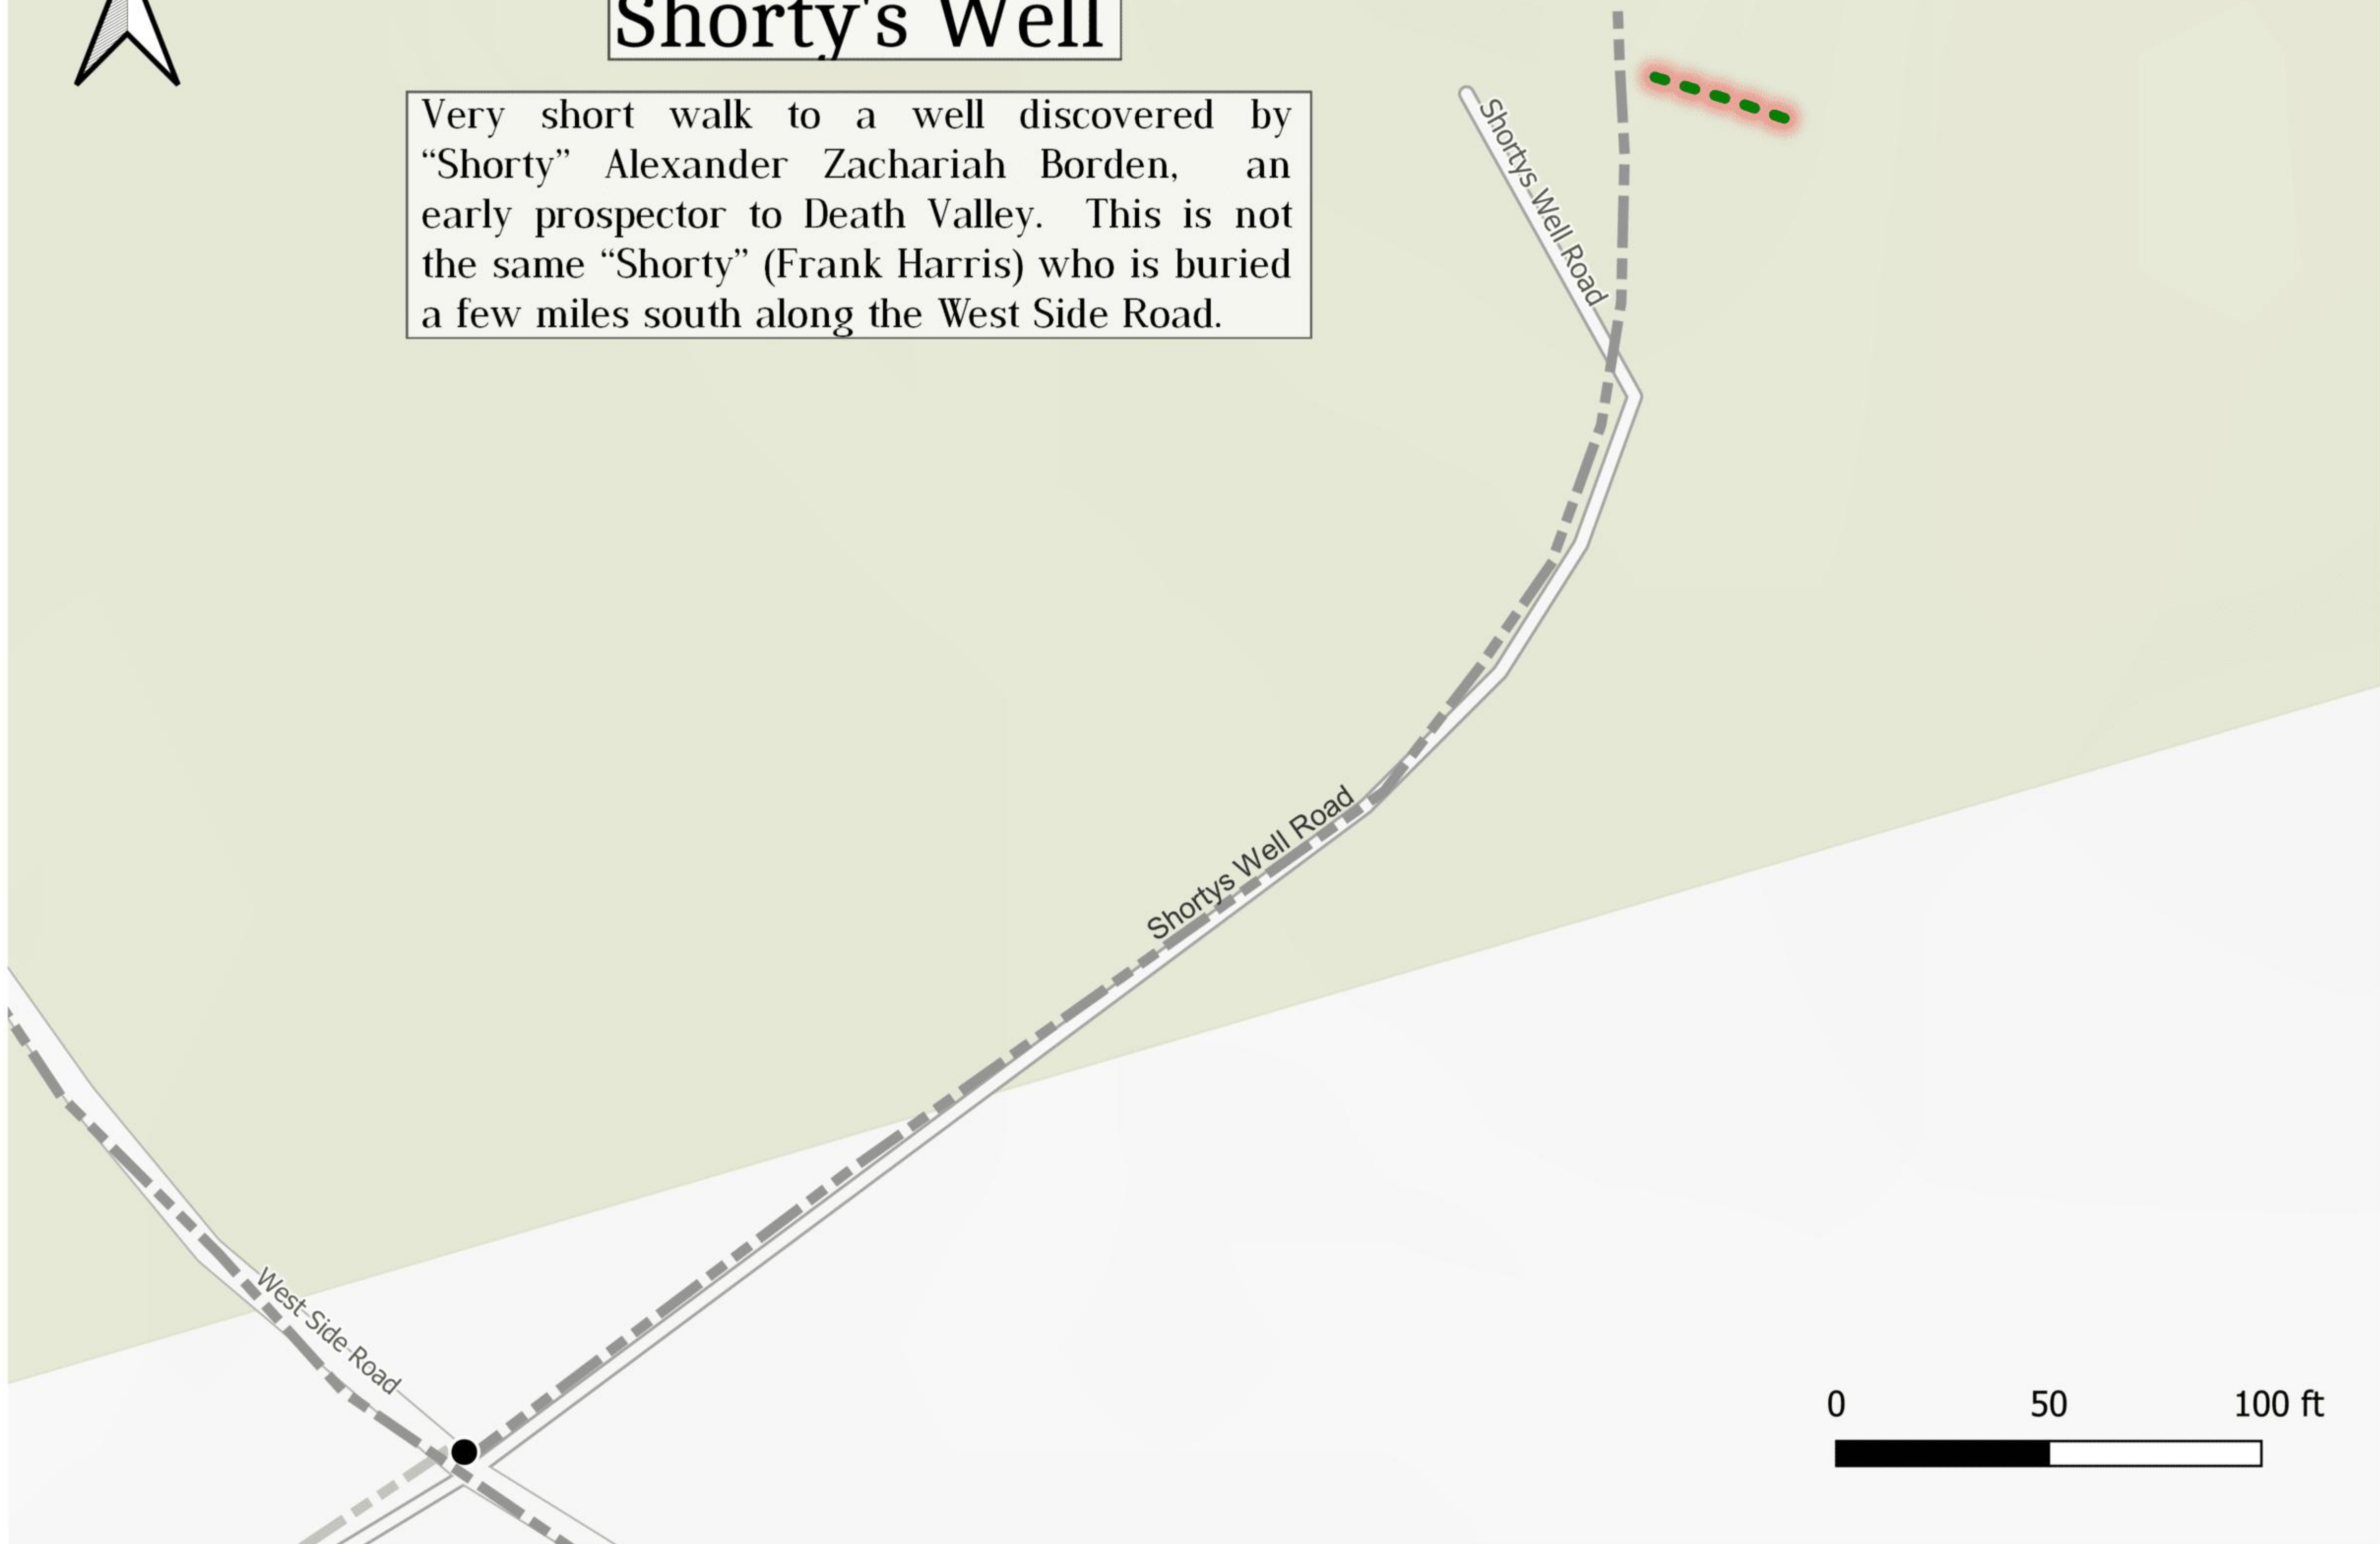 Shorty's Well
Very short walk to a well discovered by
“Shorty” Alexander Zachariah Borden, an
early prospector to Death Valley. This is not
the same “Shorty” (Frank Harris) who is buried
a few miles south along the West Side Road.
Shortys Well Road
Shortys Well Road
West Side Road
0 50 100 ft